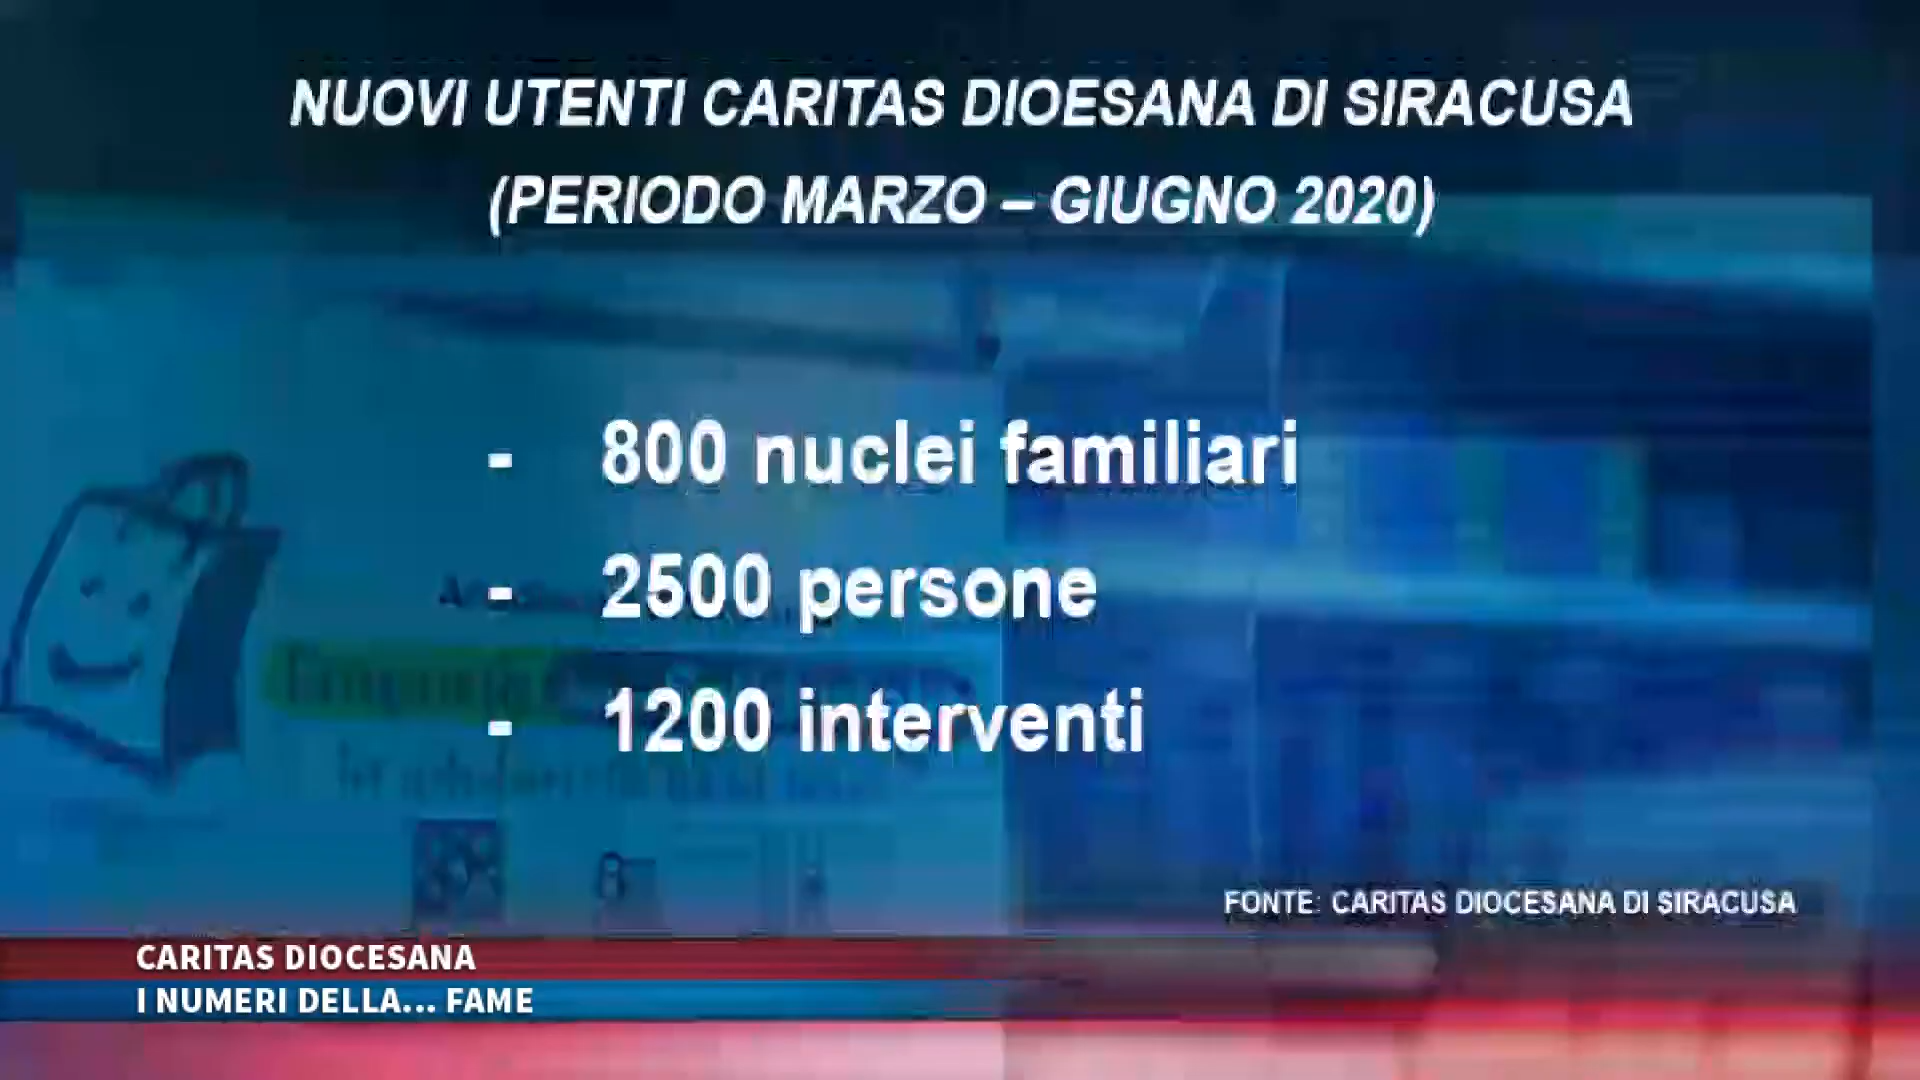 NUOVI UTENTI CARITAS DIOESANA DI SIRACUSA
(PERIODO MARZO – GIUGNO 2020)
- 800 nuclei familiari
- 2500 persone
- 1200 interventi
FONTE: CARITAS DIOCESANA DI SIRACUSA
CARITAS DIOCESANA
I NUMERI DELLA... FAME